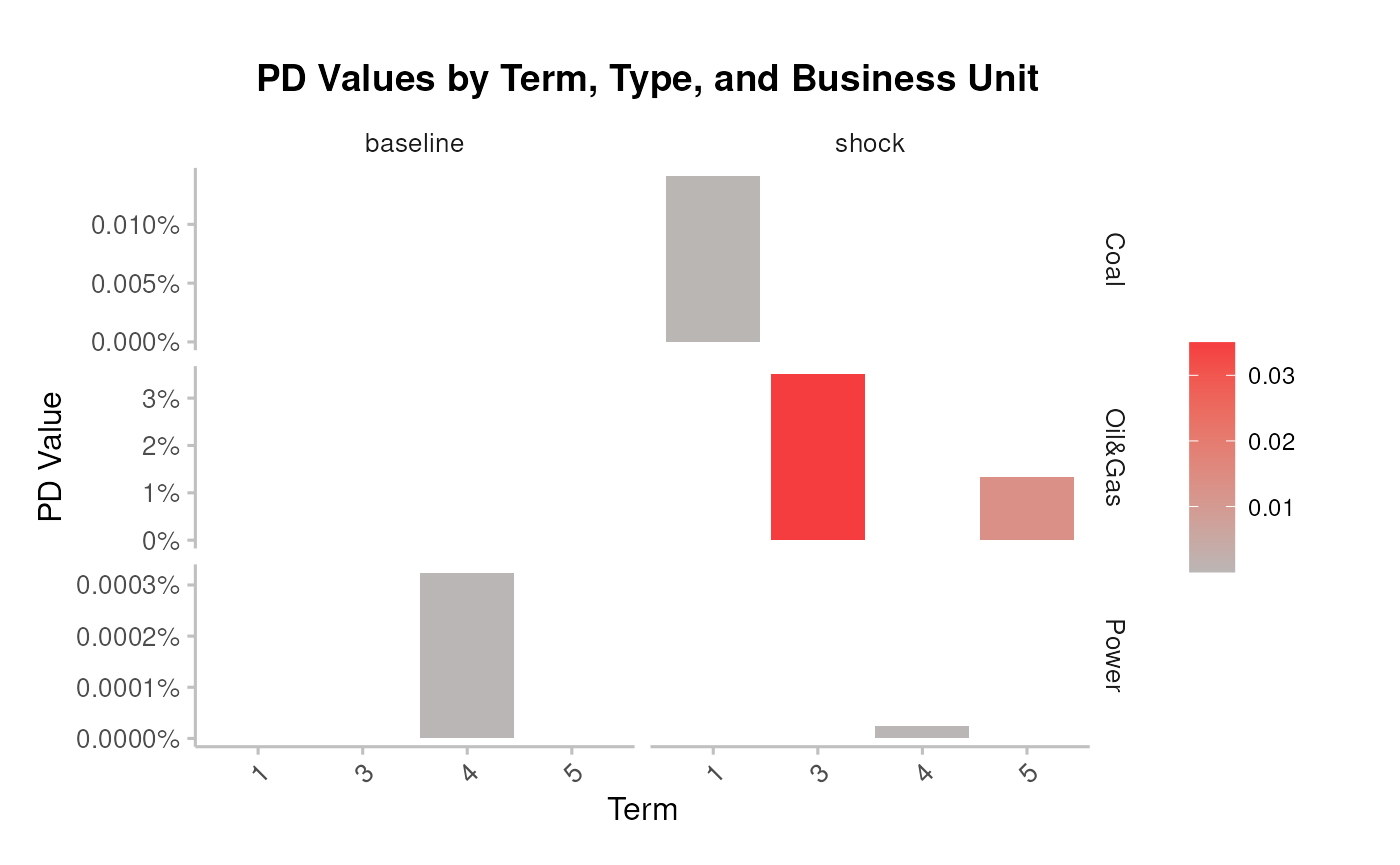 PD Values by Term, Type, and Business Unit
baseline
shock
0.010%
0.005%
0.000%
Coal
3%
2%
1%
0%
Oil&Gas
0.0003%
0.0002%
0.0001%
0.0000%
Power
PD Value
1 3 4 5
1 3 4 5
Term
0.03
0.02
0.01